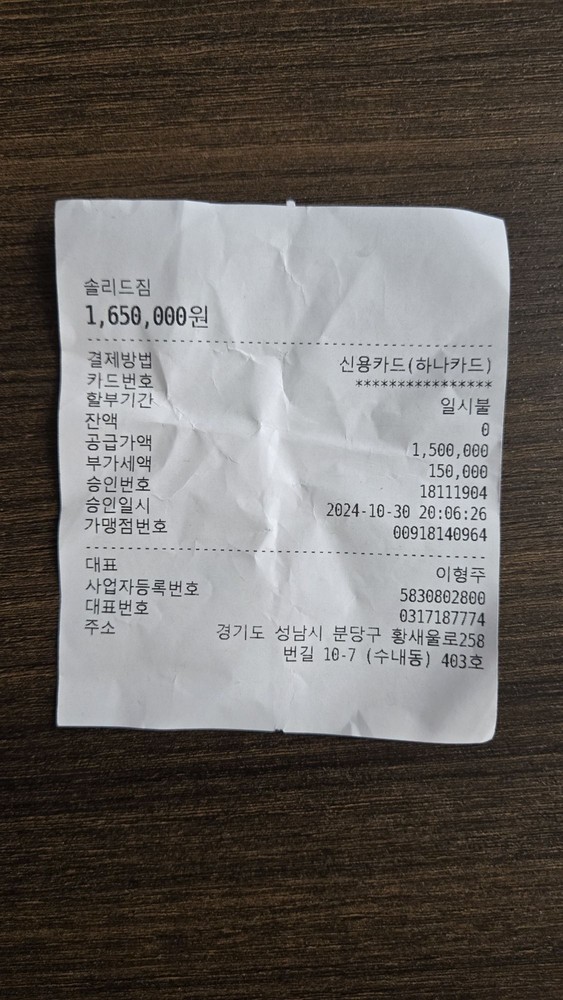 솔리드짐
1,650,000원
결제방법 신용카드(하나카드)
카드번호 ****************
할부기간 일시불
잔액 0
공급가액 1,500,000
부가세액 150,000
승인번호 18111904
승인일시 2024-10-30 20:06:26
가맹점번호 00918140964
대표 이형주
사업자등록번호 5830802800
대표번호 0317187774
주소 경기도 성남시 분당구 황새울로258
번길 10-7 (수내동) 403호